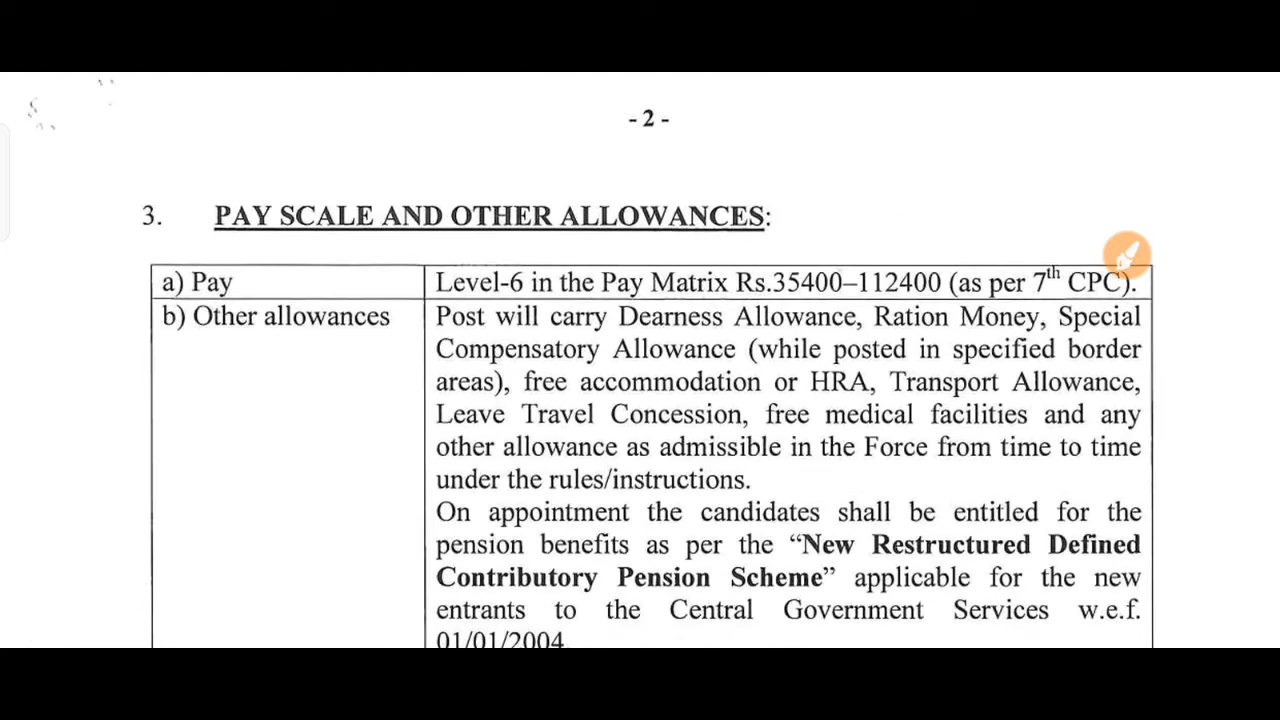 - 2 -
3. PAY SCALE AND OTHER ALLOWANCES:
a) Pay Level-6 in the Pay Matrix Rs.35400–112400 (as per 7th CPC).
b) Other allowances Post will carry Dearness Allowance, Ration Money, Special
Compensatory Allowance (while posted in specified border
areas), free accommodation or HRA, Transport Allowance,
Leave Travel Concession, free medical facilities and any
other allowance as admissible in the Force from time to time
under the rules/instructions.
On appointment the candidates shall be entitled for the
pension benefits as per the “New Restructured Defined
Contributory Pension Scheme” applicable for the new
entrants to the Central Government Services w.e.f.
01/01/2004